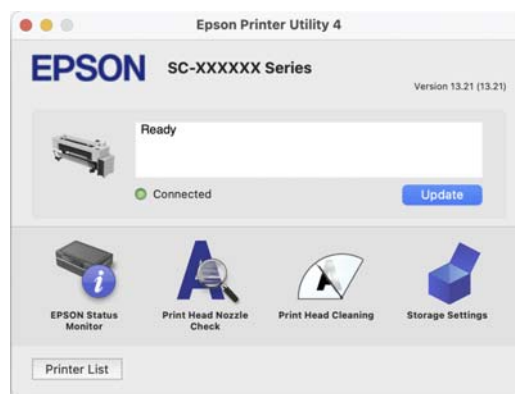 Epson Printer Utility 4
EPSON
SC-XXXXXX Series
Version 13.21 (13.21)
Ready
Connected
Update
EPSON Status
Monitor
Print Head Nozzle
Check
Print Head Cleaning
Storage Settings
Printer List